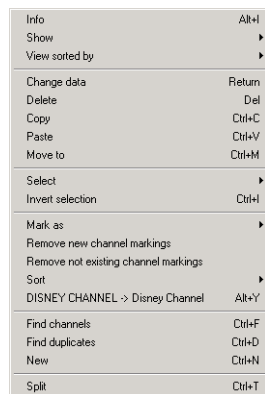 Info Alt+I
Show
View sorted by
Change data Return
Delete Del
Copy Ctrl+C
Paste Ctrl+V
Move to Ctrl+M
Select
Invert selection Ctrl+I
Mark as
Remove new channel markings
Remove not existing channel markings
Sort
DISNEY CHANNEL -> Disney Channel Alt+Y
Find channels Ctrl+F
Find duplicates Ctrl+D
New Ctrl+N
Split Ctrl+T